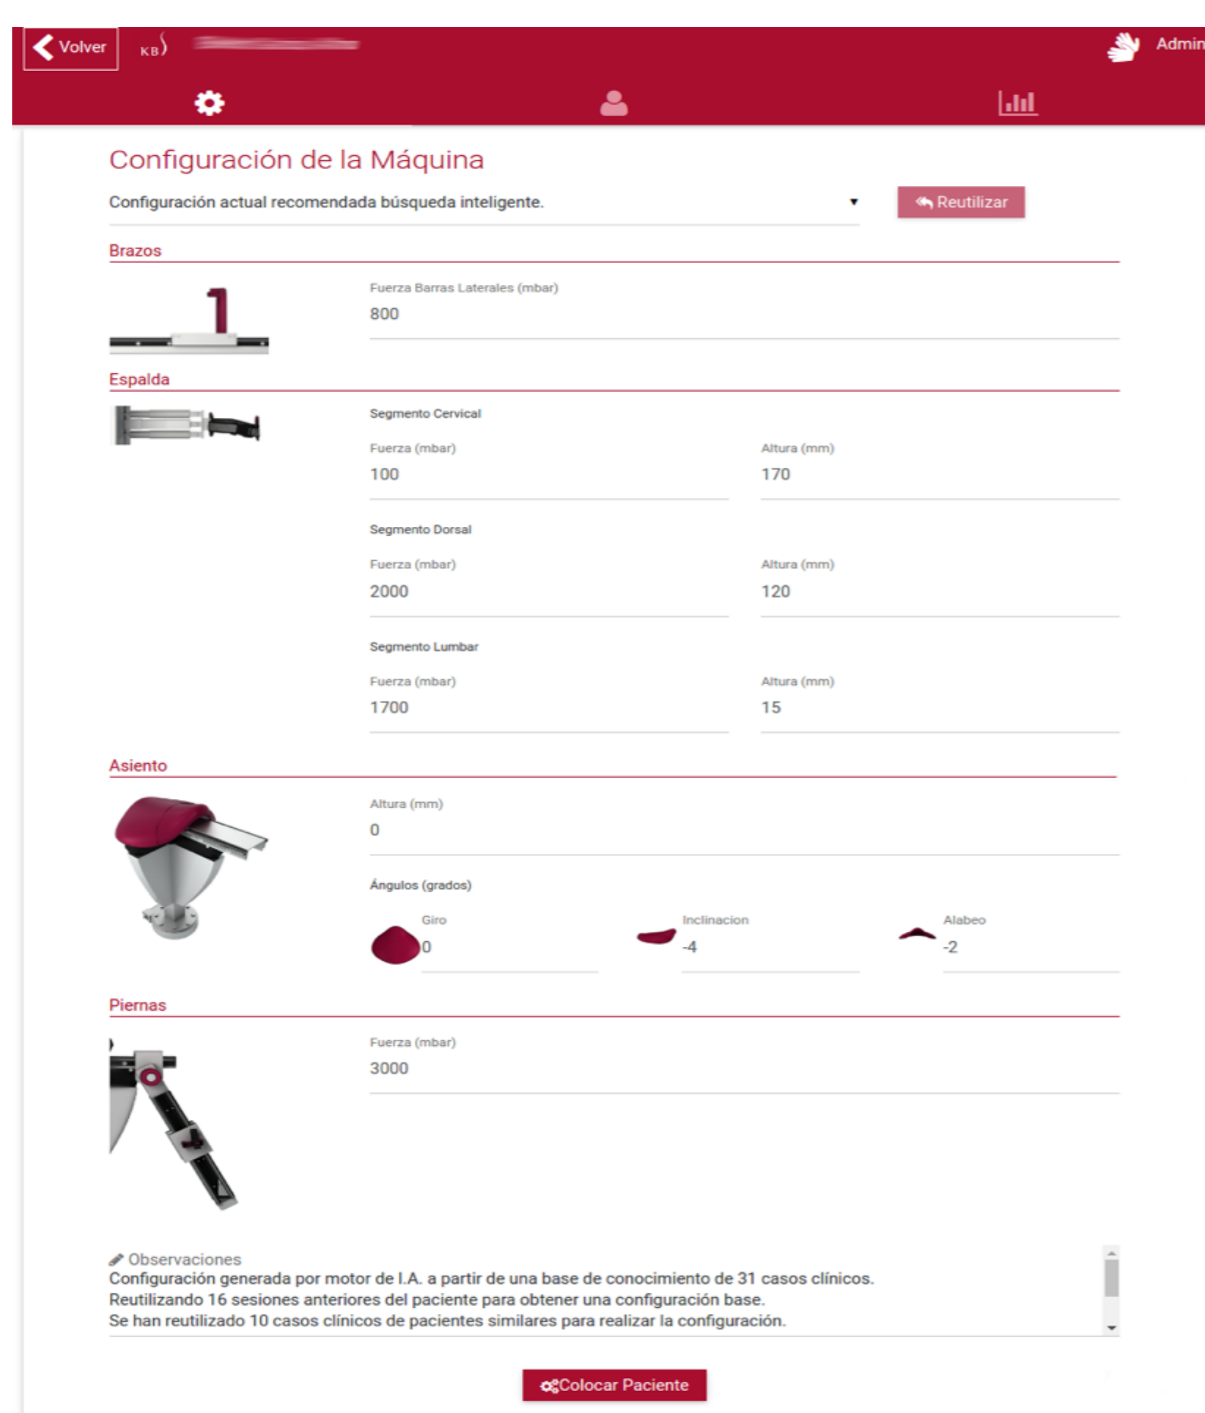 Volver KB Admin
Configuración de la Máquina
Configuración actual recomendada búsqueda inteligente. Reutilizar
Brazos
Fuerza Barras Laterales (mbar)
800
Espalda
Segmento Cervical
Fuerza (mbar) Altura (mm)
100 170
Segmento Dorsal
Fuerza (mbar) Altura (mm)
2000 120
Segmento Lumbar
Fuerza (mbar) Altura (mm)
1700 15
Asiento
Altura (mm)
0
Ángulos (grados)
Giro Inclinacion Alabeo
0 -4 -2
Piernas
Fuerza (mbar)
3000
Observaciones
Configuración generada por motor de I.A. a partir de una base de conocimiento de 31 casos clínicos.
Reutilizando 16 sesiones anteriores del paciente para obtener una configuración base.
Se han reutilizado 10 casos clínicos de pacientes similares para realizar la configuración.
Colocar Paciente